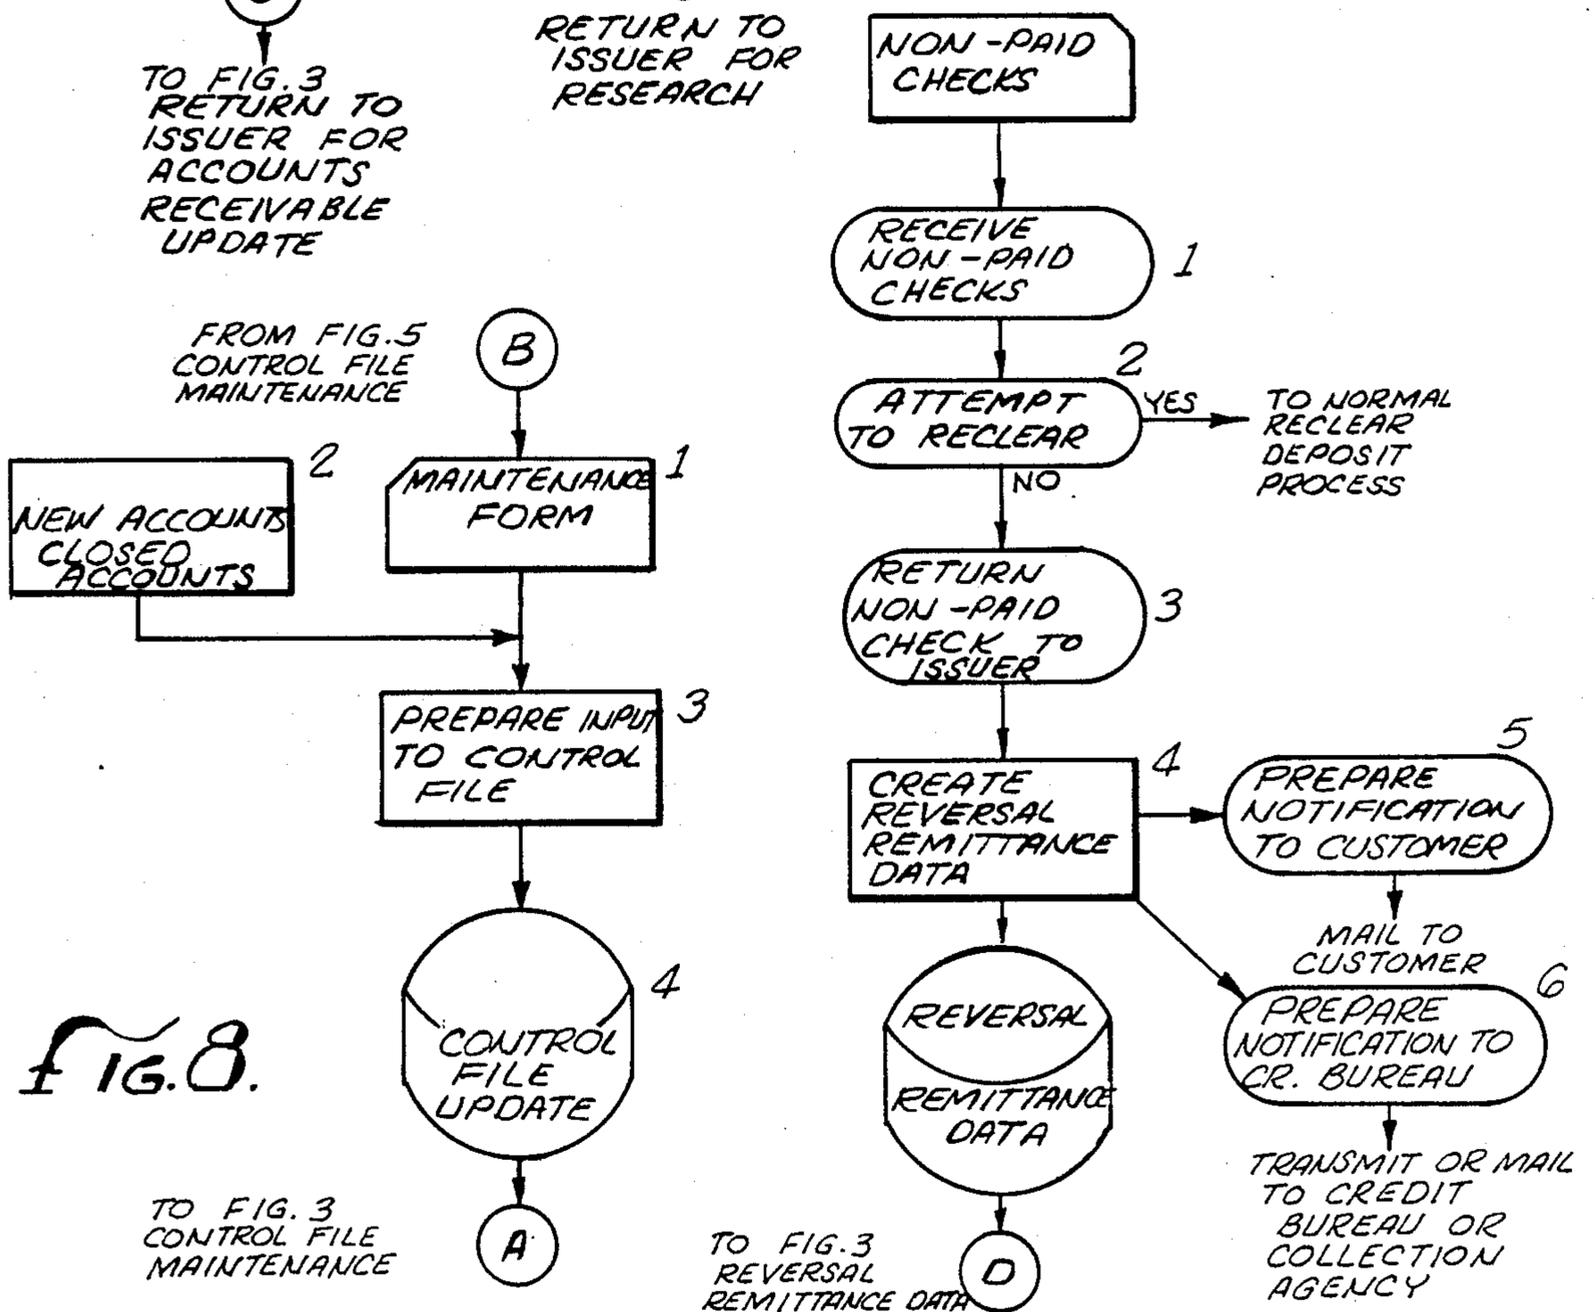 TO FIG. 3
RETURN TO
ISSUER FOR
ACCOUNTS
RECEIVABLE
UPDATE
RETURN TO
ISSUER FOR
RESEARCH
FROM FIG. 5
CONTROL FILE
MAINTENANCE
B
2
NEW ACCOUNTS
CLOSED
ACCOUNTS
1
MAINTENANCE
FORM
3
PREPARE INPUT
TO CONTROL
FILE
4
CONTROL
FILE
UPDATE
TO FIG. 3
CONTROL FILE
MAINTENANCE
A
FIG. 8.
NON-PAID
CHECKS
RECEIVE
NON-PAID
CHECKS
1
2
ATTEMPT
TO RECLEAR
YES
TO NORMAL
RECLEAR
DEPOSIT
PROCESS
NO
RETURN
NON-PAID
CHECK TO
ISSUER
3
CREATE
REVERSAL
REMITTANCE
DATA
4
5
PREPARE
NOTIFICATION
TO CUSTOMER
MAIL TO
CUSTOMER
6
PREPARE
NOTIFICATION TO
CR. BUREAU
TRANSMIT OR MAIL
TO CREDIT
BUREAU OR
COLLECTION
AGENCY
REVERSAL
REMITTANCE
DATA
TO FIG. 3
REVERSAL
REMITTANCE DATA
D